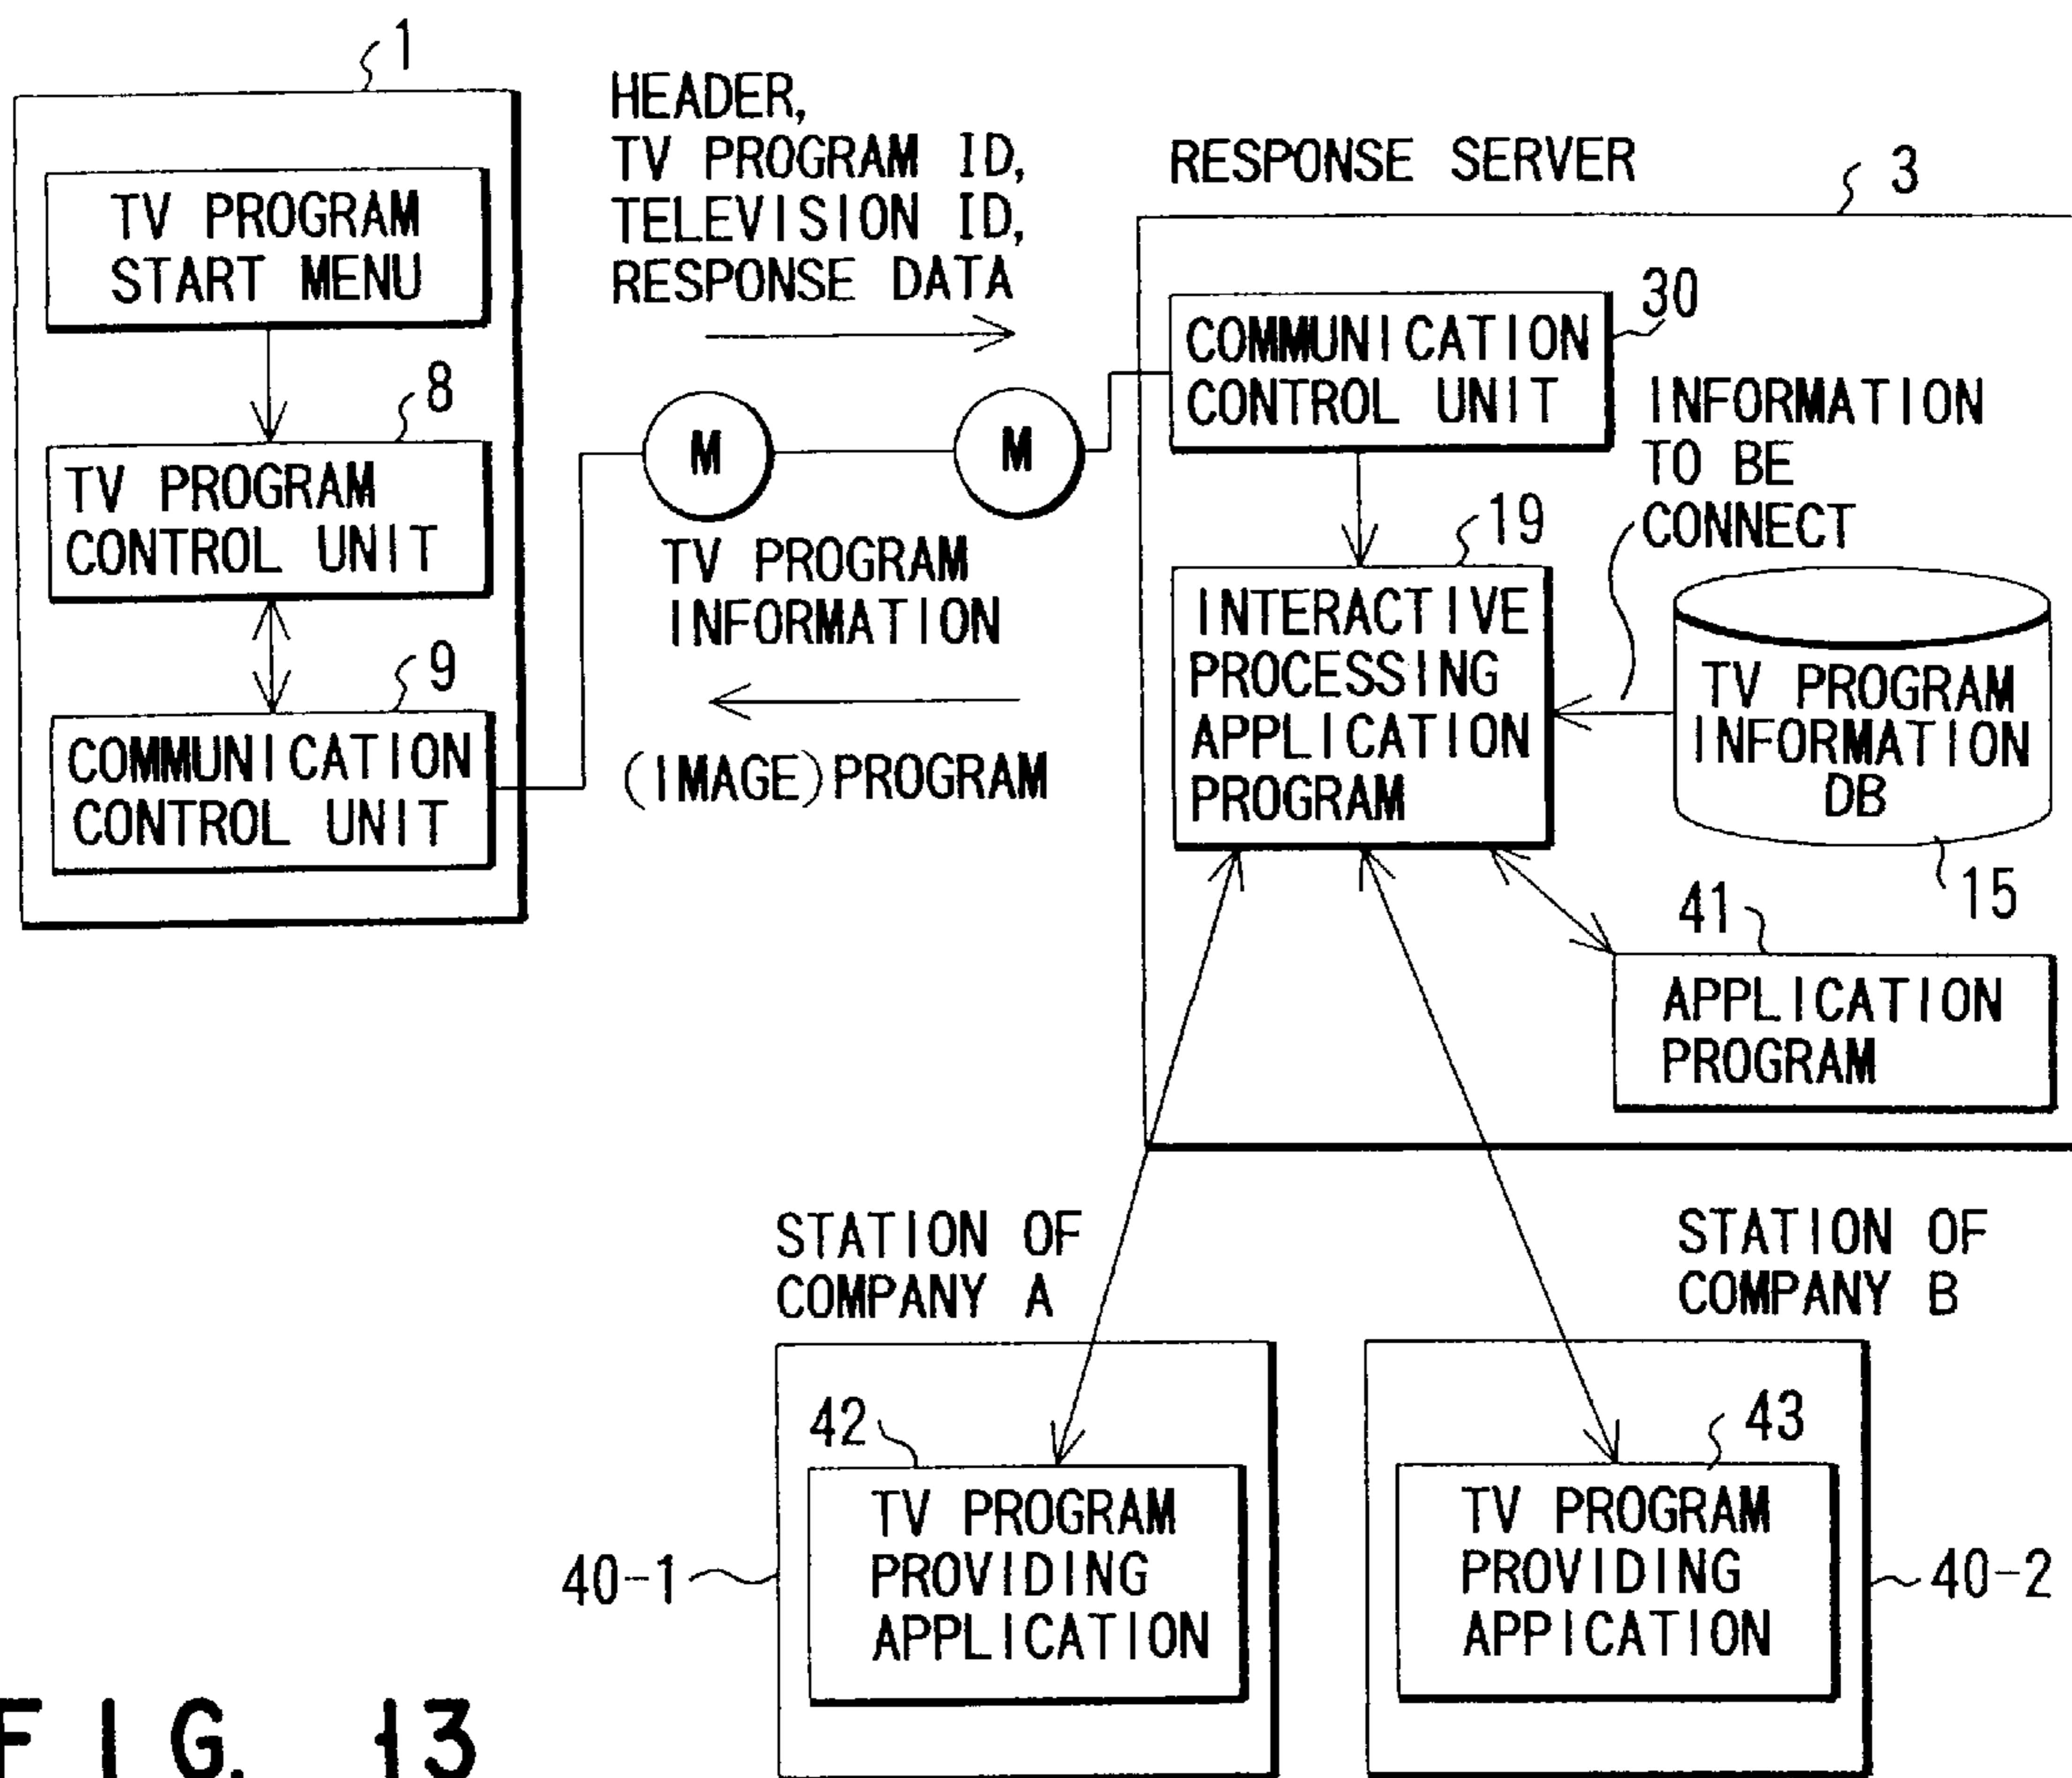 1
TV PROGRAM
START MENU
8
TV PROGRAM
CONTROL UNIT
9
COMMUNICATION
CONTROL UNIT
HEADER,
TV PROGRAM ID,
TELEVISION ID,
RESPONSE DATA
M
M
TV PROGRAM
INFORMATION
(IMAGE) PROGRAM
RESPONSE SERVER
3
COMMUNICATION
CONTROL UNIT
30
INFORMATION
TO BE
CONNECT
19
INTERACTIVE
PROCESSING
APPLICATION
PROGRAM
TV PROGRAM
INFORMATION
DB
15
41
APPLICATION
PROGRAM
STATION OF
COMPANY A
42
TV PROGRAM
PROVIDING
APPLICATION
40-1
STATION OF
COMPANY B
43
TV PROGRAM
PROVIDING
APPICATION
40-2
FIG. 13